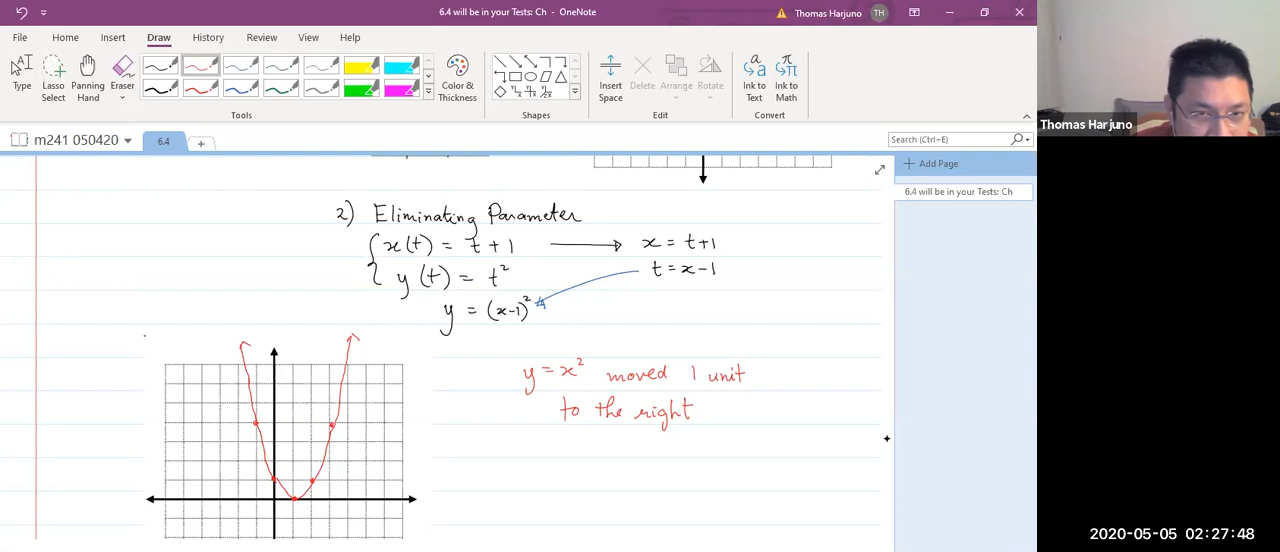 6.4 will be in your Tests: Ch - OneNote
Thomas Harjuno
TH
File
Home
Insert
Draw
History
Review
View
Help
Type
Lasso Select
Panning Hand
Eraser
Color & Thickness
Insert Space
Delete
Arrange
Rotate
Ink to Text
Ink to Math
Tools
Shapes
Edit
Convert
Thomas Harjuno
m241 050420
6.4
Search (Ctrl+E)
Add Page
6.4 will be in your Tests: Ch
2) Eliminating Parameter
x(t) = t + 1
x = t+1
y(t) = t²
t = x-1
y = (x-1)²
y = x² moved 1 unit
to the right
2020-05-05 02:27:48